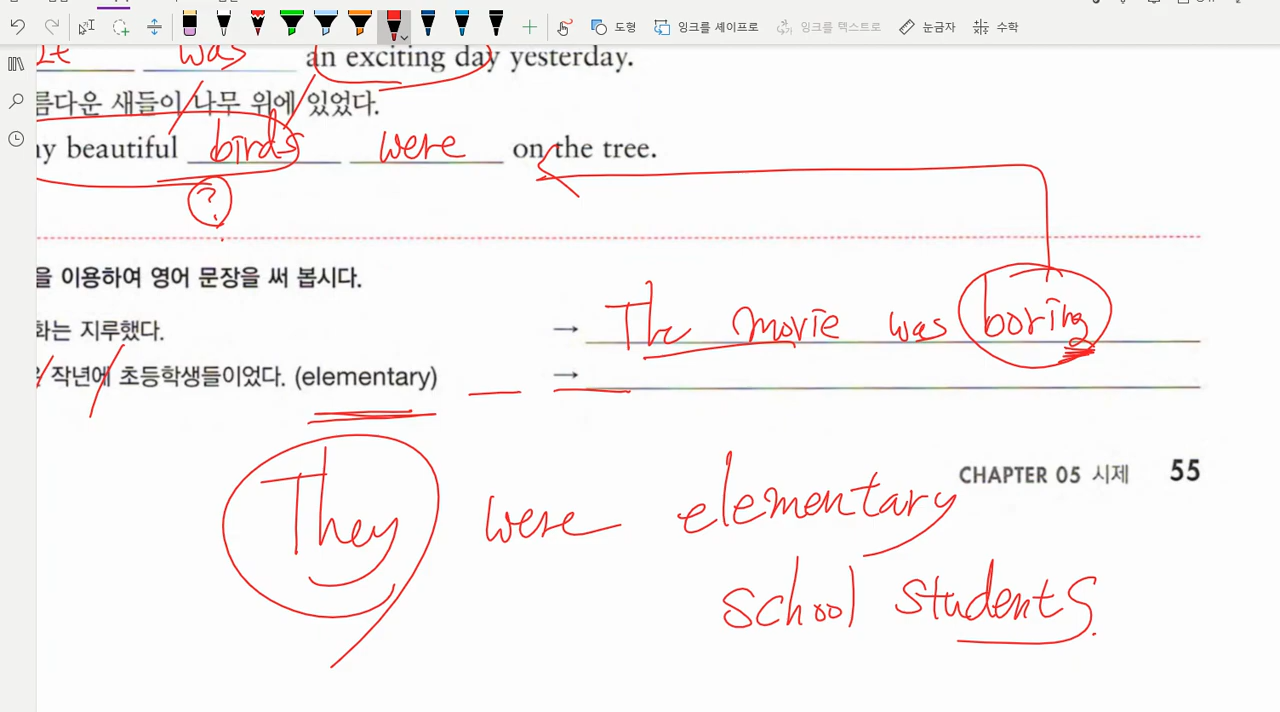 도형 잉크를 셰이프로 잉크를 텍스트로 눈금자 수학
It was an exciting day yesterday.
름다운 새들이 나무 위에 있었다.
ny beautiful birds were on the tree.
?
을 이용하여 영어 문장을 써 봅시다.
화는 지루했다. → The movie was boring
작년에 초등학생들이었다. (elementary) →
CHAPTER 05 시제 55
They were elementary
school students.